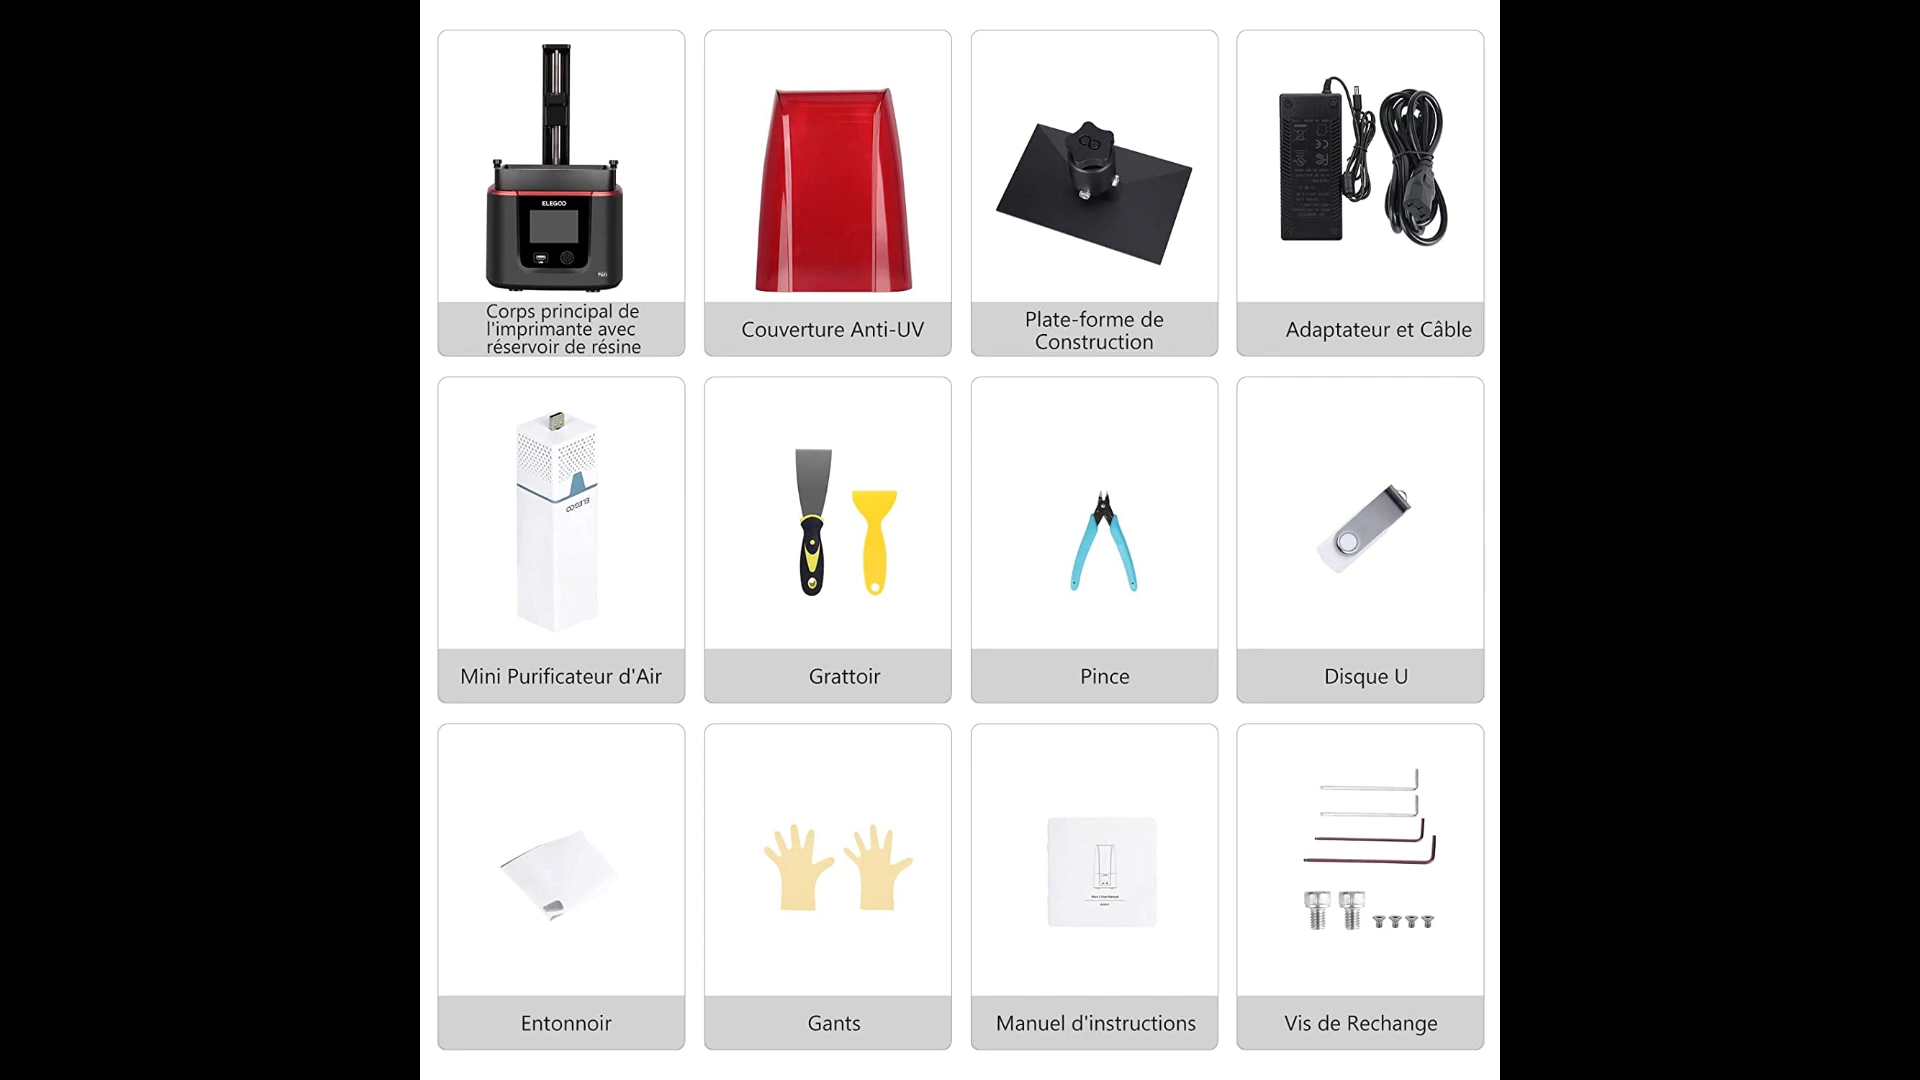 ELEGOO
Corps principal de
l'imprimante avec
réservoir de résine
Couverture Anti-UV
Plate-forme de
Construction
Adaptateur et Câble
ELEGOO
Mini Purificateur d'Air
Grattoir
Pince
Disque U
Entonnoir
Gants
Manuel d'instructions
Vis de Rechange